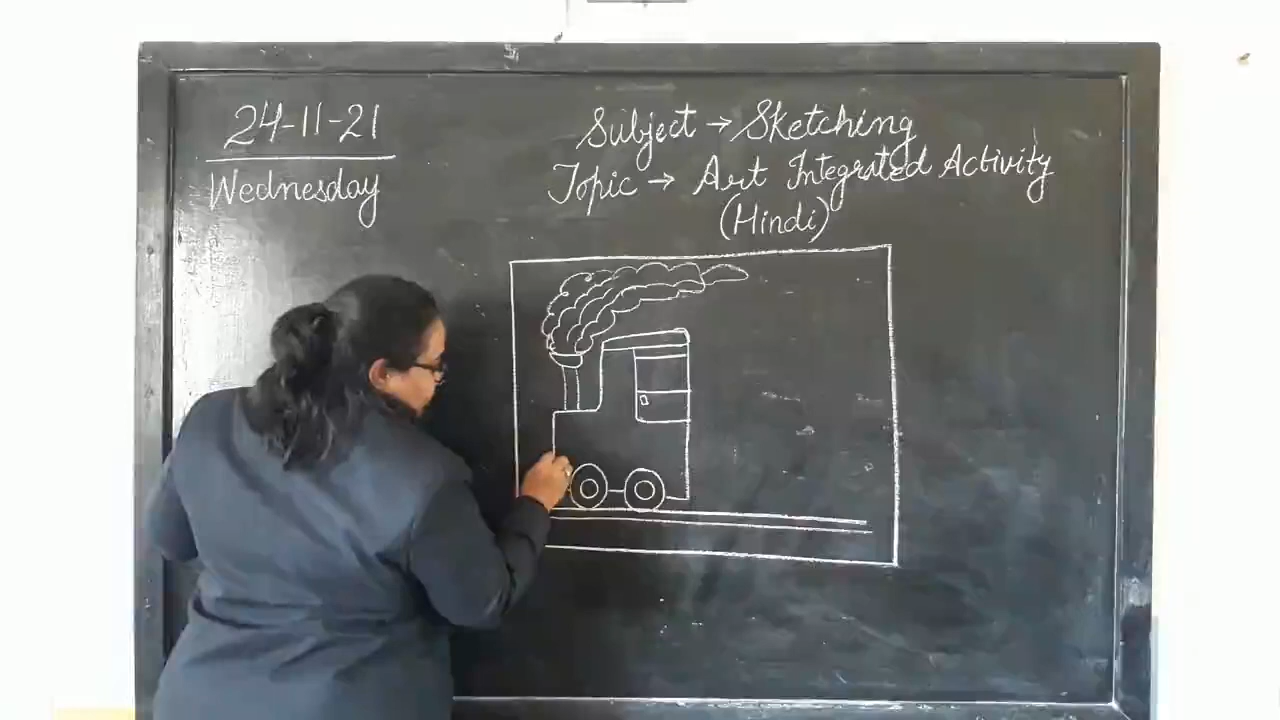 24-11-21
Wednesday
Subject → Sketching
Topic → Art Integrated Activity
(Hindi)